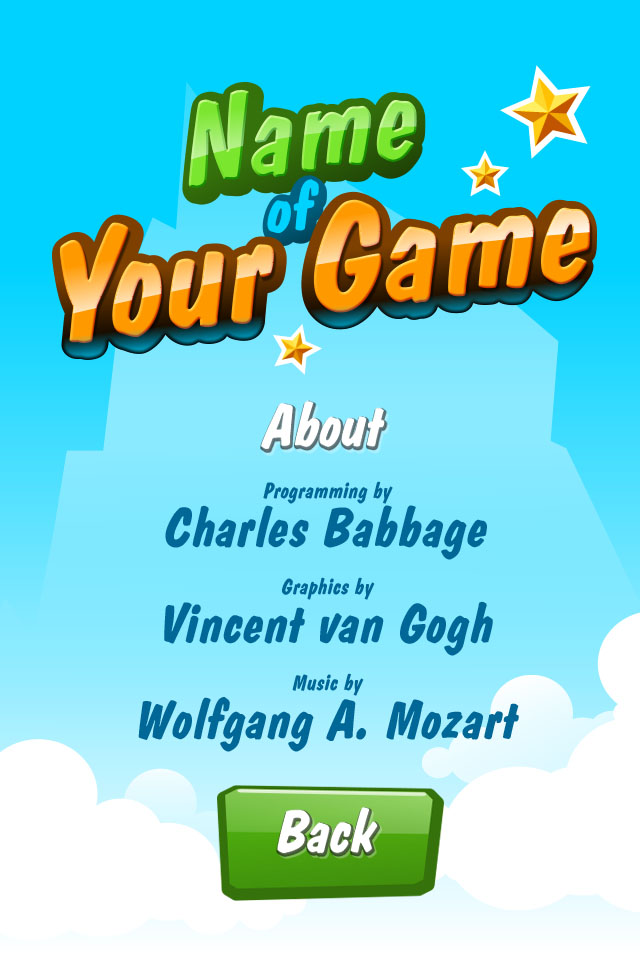 Name
of
Your Game
About
Programming by
Charles Babbage
Graphics by
Vincent van Gogh
Music by
Wolfgang A. Mozart
Back